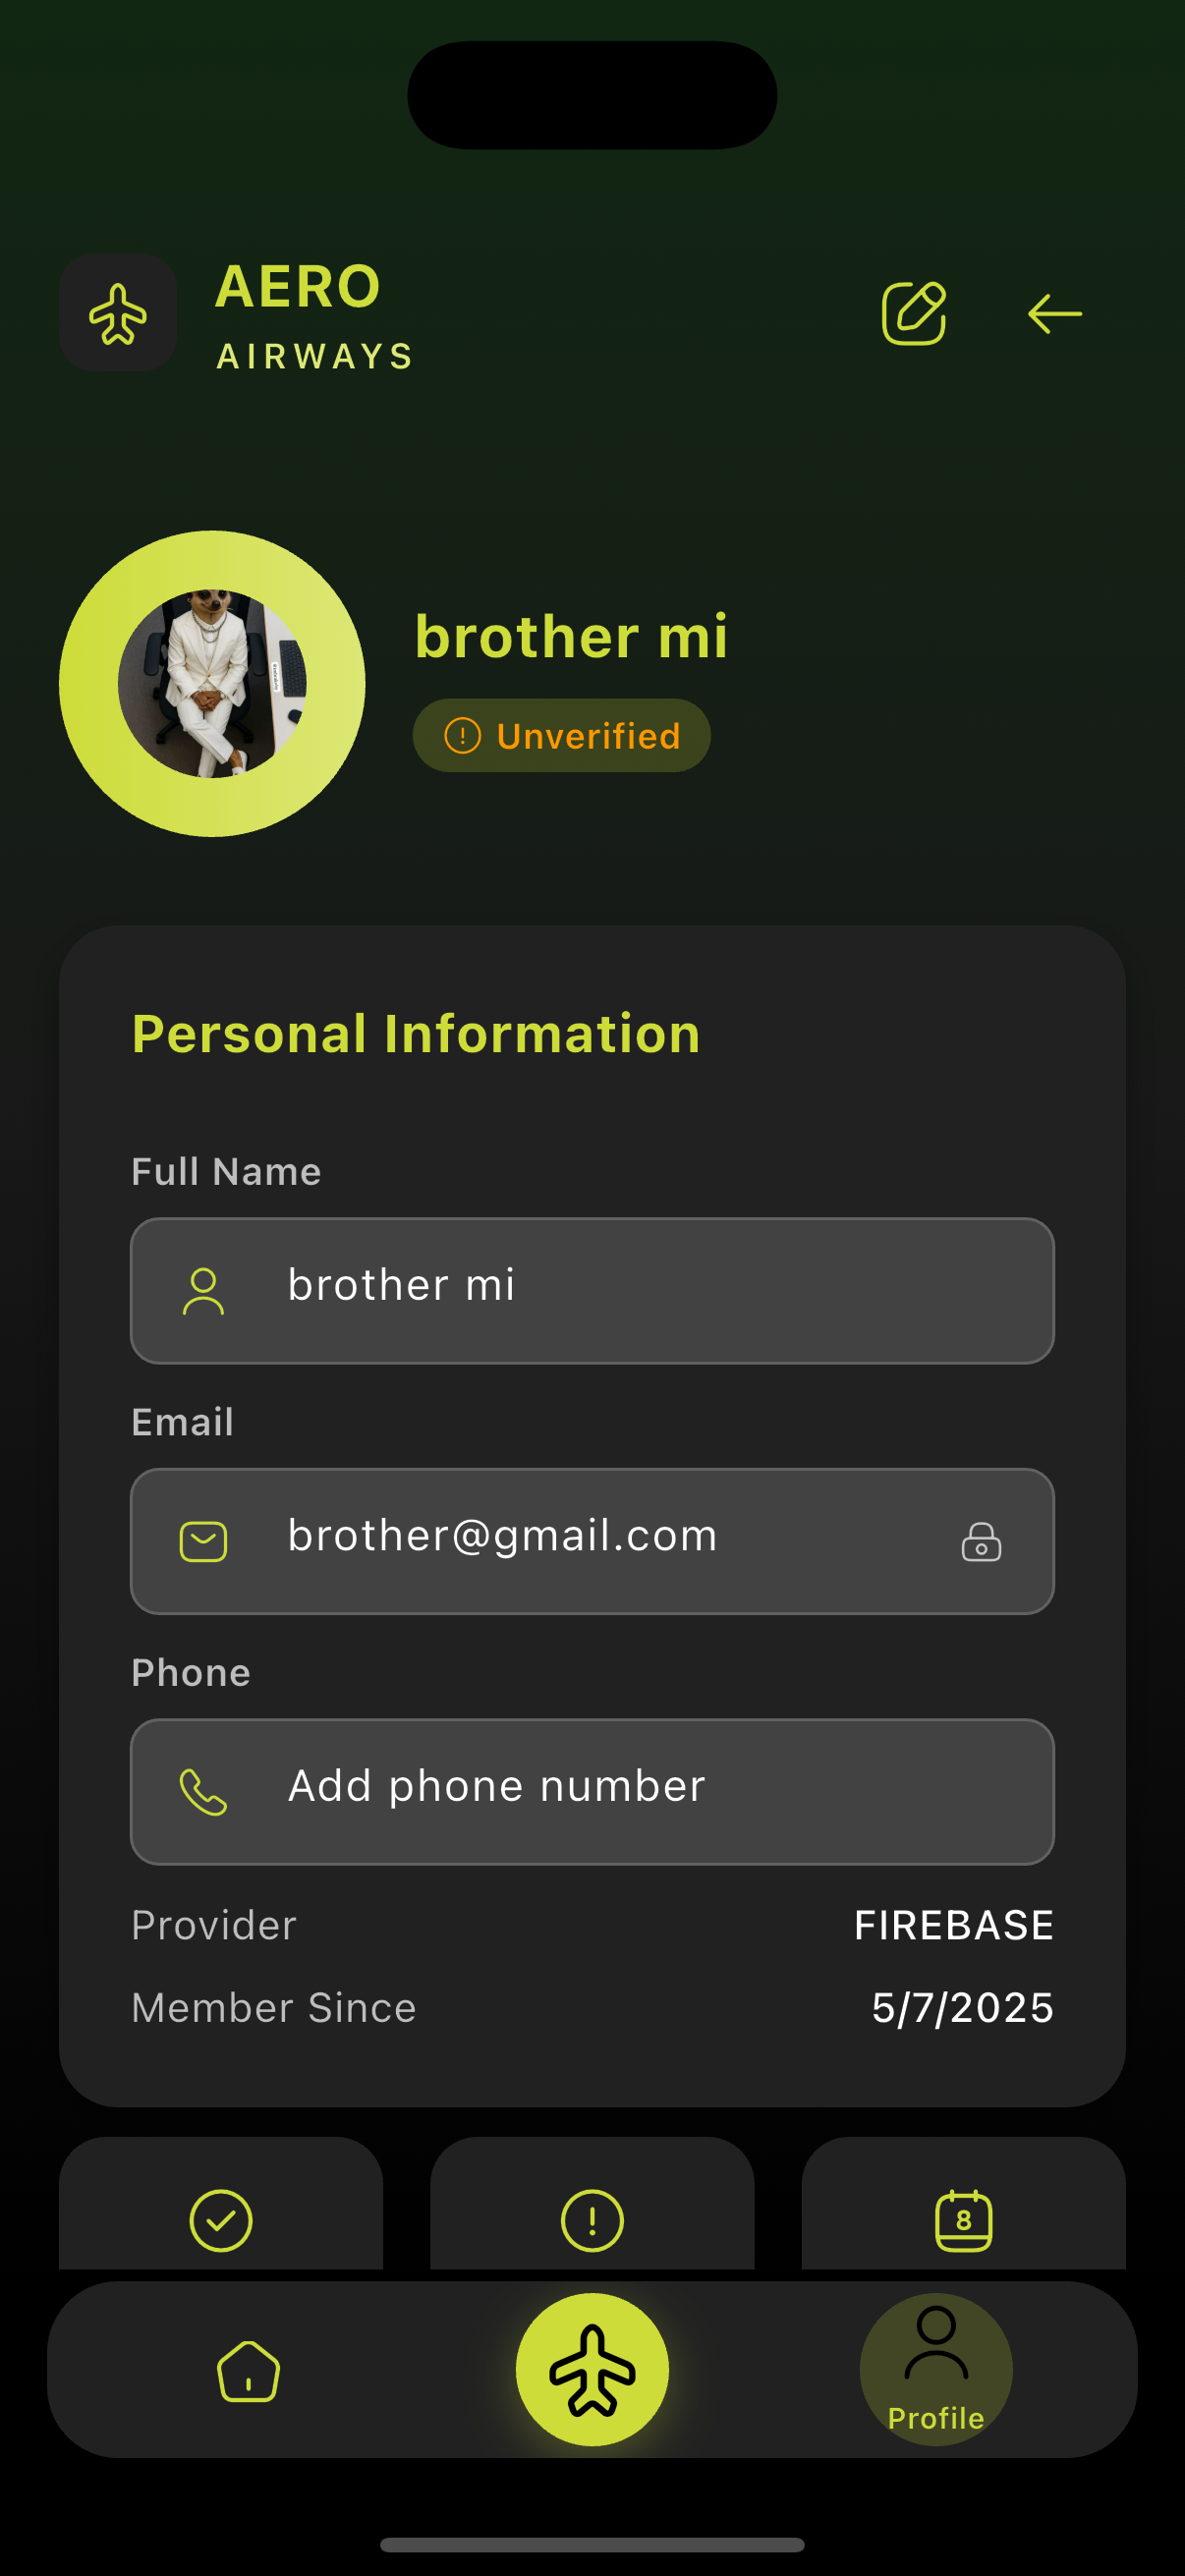 AERO
AIRWAYS
brother mi
Unverified
Personal Information
Full Name
brother mi
Email
brother@gmail.com
Phone
Add phone number
Provider FIREBASE
Member Since 5/7/2025
8
Profile